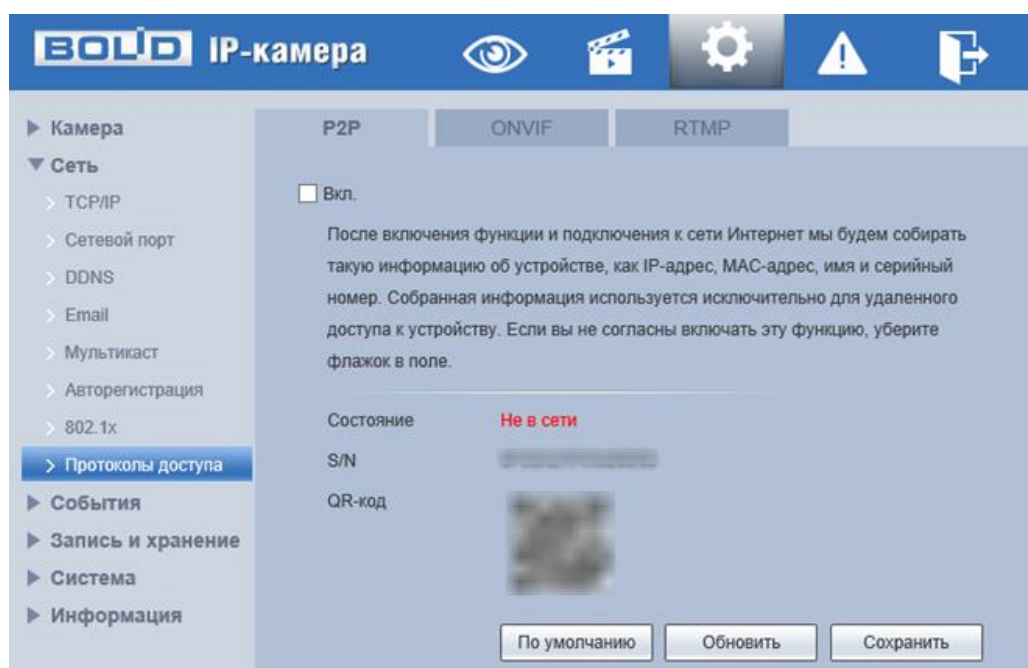 BOLID IP-камера
Камера
Сеть
TCP/IP
Сетевой порт
DDNS
Email
Мультикаст
Авторегистрация
802.1x
Протоколы доступа
События
Запись и хранение
Система
Информация
P2P ONVIF RTMP
Вкл.
После включения функции и подключения к сети Интернет мы будем собирать
такую информацию об устройстве, как IP-адрес, MAC-адрес, имя и серийный
номер. Собранная информация используется исключительно для удаленного
доступа к устройству. Если вы не согласны включать эту функцию, уберите
флажок в поле.
Состояние Не в сети
S/N
QR-код
По умолчанию Обновить Сохранить